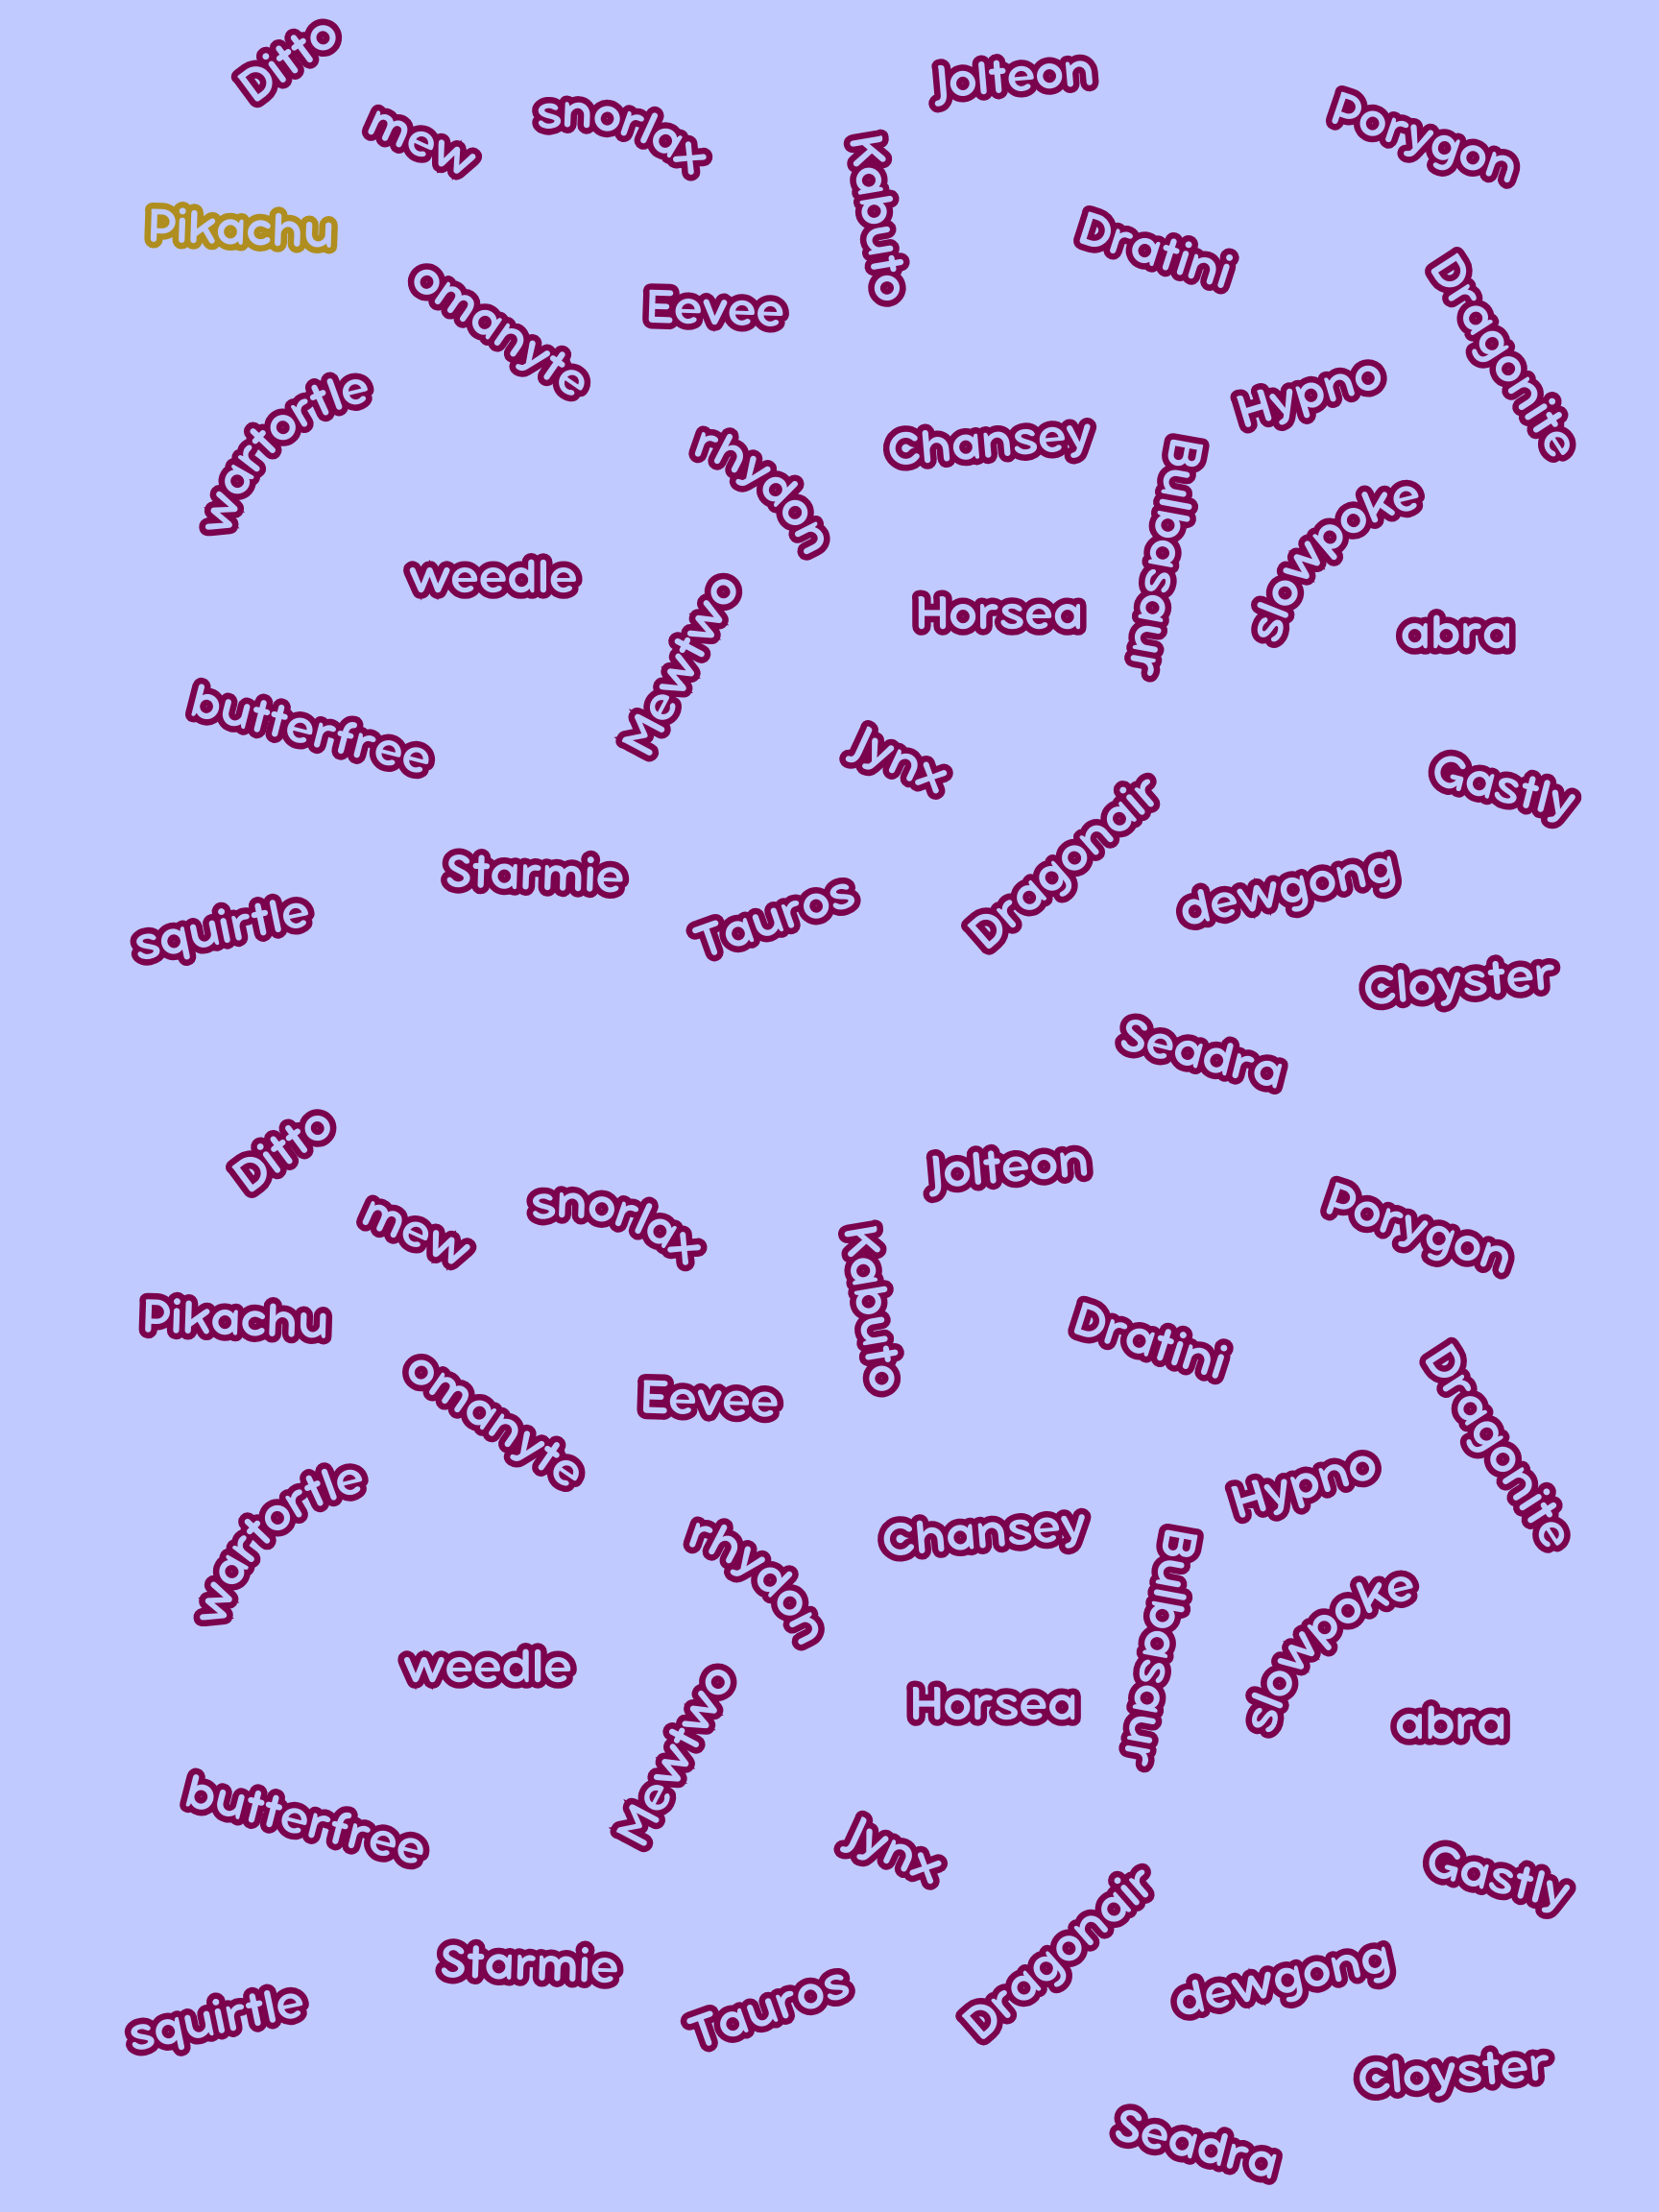 Ditto
Jolteon
mew
snorlax
Porygon
Kabuto
Pikachu
Dratini
omanyte
Eevee
Dragonite
wartortle
Hypno
rhydon
Chansey
Bulbasaur
slowpoke
weedle
Horsea
abra
Mewtwo
butterfree
Jynx
Gastly
Dragonair
Starmie
Tauros
dewgong
squirtle
Cloyster
Seadra
Ditto
Jolteon
mew
snorlax
Porygon
Kabuto
Pikachu
Dratini
omanyte
Eevee
Dragonite
wartortle
Hypno
rhydon
Chansey
Bulbasaur
slowpoke
weedle
Horsea
abra
Mewtwo
butterfree
Jynx
Gastly
Dragonair
Starmie
Tauros
dewgong
squirtle
Cloyster
Seadra